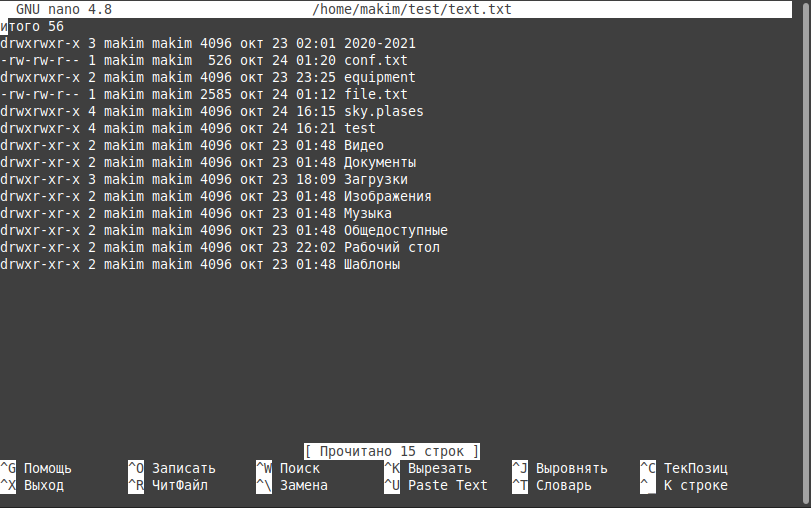 GNU nano 4.8 /home/makim/test/text.txt
итого 56
drwxrwxr-x 3 makim makim 4096 окт 23 02:01 2020-2021
-rw-rw-r-- 1 makim makim  526 окт 24 01:20 conf.txt
drwxrwxr-x 2 makim makim 4096 окт 23 23:25 equipment
-rw-rw-r-- 1 makim makim 2585 окт 24 01:12 file.txt
drwxrwxr-x 4 makim makim 4096 окт 24 16:15 sky.plases
drwxrwxr-x 4 makim makim 4096 окт 24 16:21 test
drwxr-xr-x 2 makim makim 4096 окт 23 01:48 Видео
drwxr-xr-x 2 makim makim 4096 окт 23 01:48 Документы
drwxr-xr-x 3 makim makim 4096 окт 23 18:09 Загрузки
drwxr-xr-x 2 makim makim 4096 окт 23 01:48 Изображения
drwxr-xr-x 2 makim makim 4096 окт 23 01:48 Музыка
drwxr-xr-x 2 makim makim 4096 окт 23 01:48 Общедоступные
drwxr-xr-x 2 makim makim 4096 окт 23 22:02 Рабочий стол
drwxr-xr-x 2 makim makim 4096 окт 23 01:48 Шаблоны
[ Прочитано 15 строк ]
^G Помощь ^O Записать ^W Поиск ^K Вырезать ^J Выровнять ^C ТекПозиц
^X Выход ^R ЧитФайл ^\ Замена ^U Paste Text ^T Словарь ^_ К строке